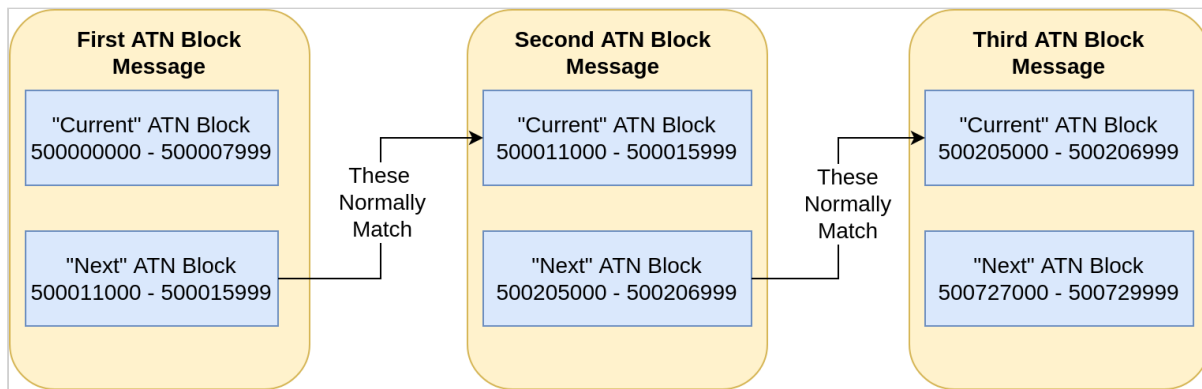 First ATN Block
Message
"Current" ATN Block
500000000 - 500007999
"Next" ATN Block
500011000 - 500015999
These
Normally
Match
Second ATN Block
Message
"Current" ATN Block
500011000 - 500015999
"Next" ATN Block
500205000 - 500206999
These
Normally
Match
Third ATN Block
Message
"Current" ATN Block
500205000 - 500206999
"Next" ATN Block
500727000 - 500729999